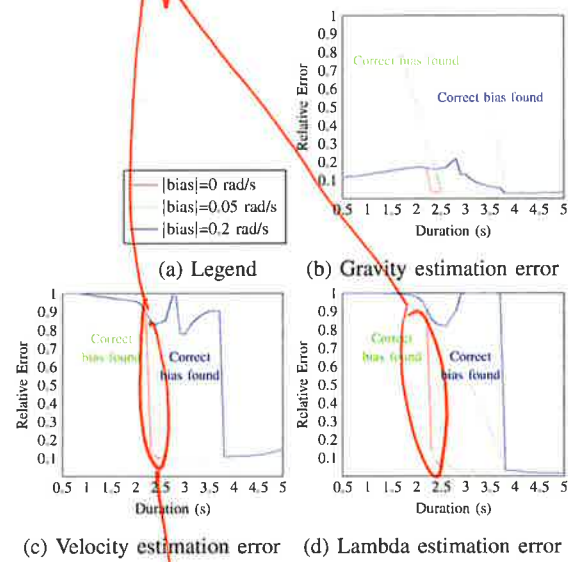 1
0.9
0.8
0.7
0.6
0.5
0.4
0.3
0.2
0.1
Relative Error
Correct bias found
Correct bias found
0.5 1 1.5 2 2.5 3 3.5 4 4.5 5
Duration (s)
|bias|=0 rad/s
|bias|=0.05 rad/s
|bias|=0.2 rad/s
(a) Legend
(b) Gravity estimation error
1
0.9
0.8
0.7
0.6
0.5
0.4
0.3
0.2
0.1
Relative Error
Correct
bias found
Correct
bias found
0.5 1 1.5 2 2.5 3 3.5 4 4.5 5
Duration (s)
(c) Velocity estimation error
1
0.9
0.8
0.7
0.6
0.5
0.4
0.3
0.2
0.1
Relative Error
Correct
bias found
Correct
bias found
0.5 1 1.5 2 2.5 3 3.5 4 4.5 5
Duration (s)
(d) Lambda estimation error